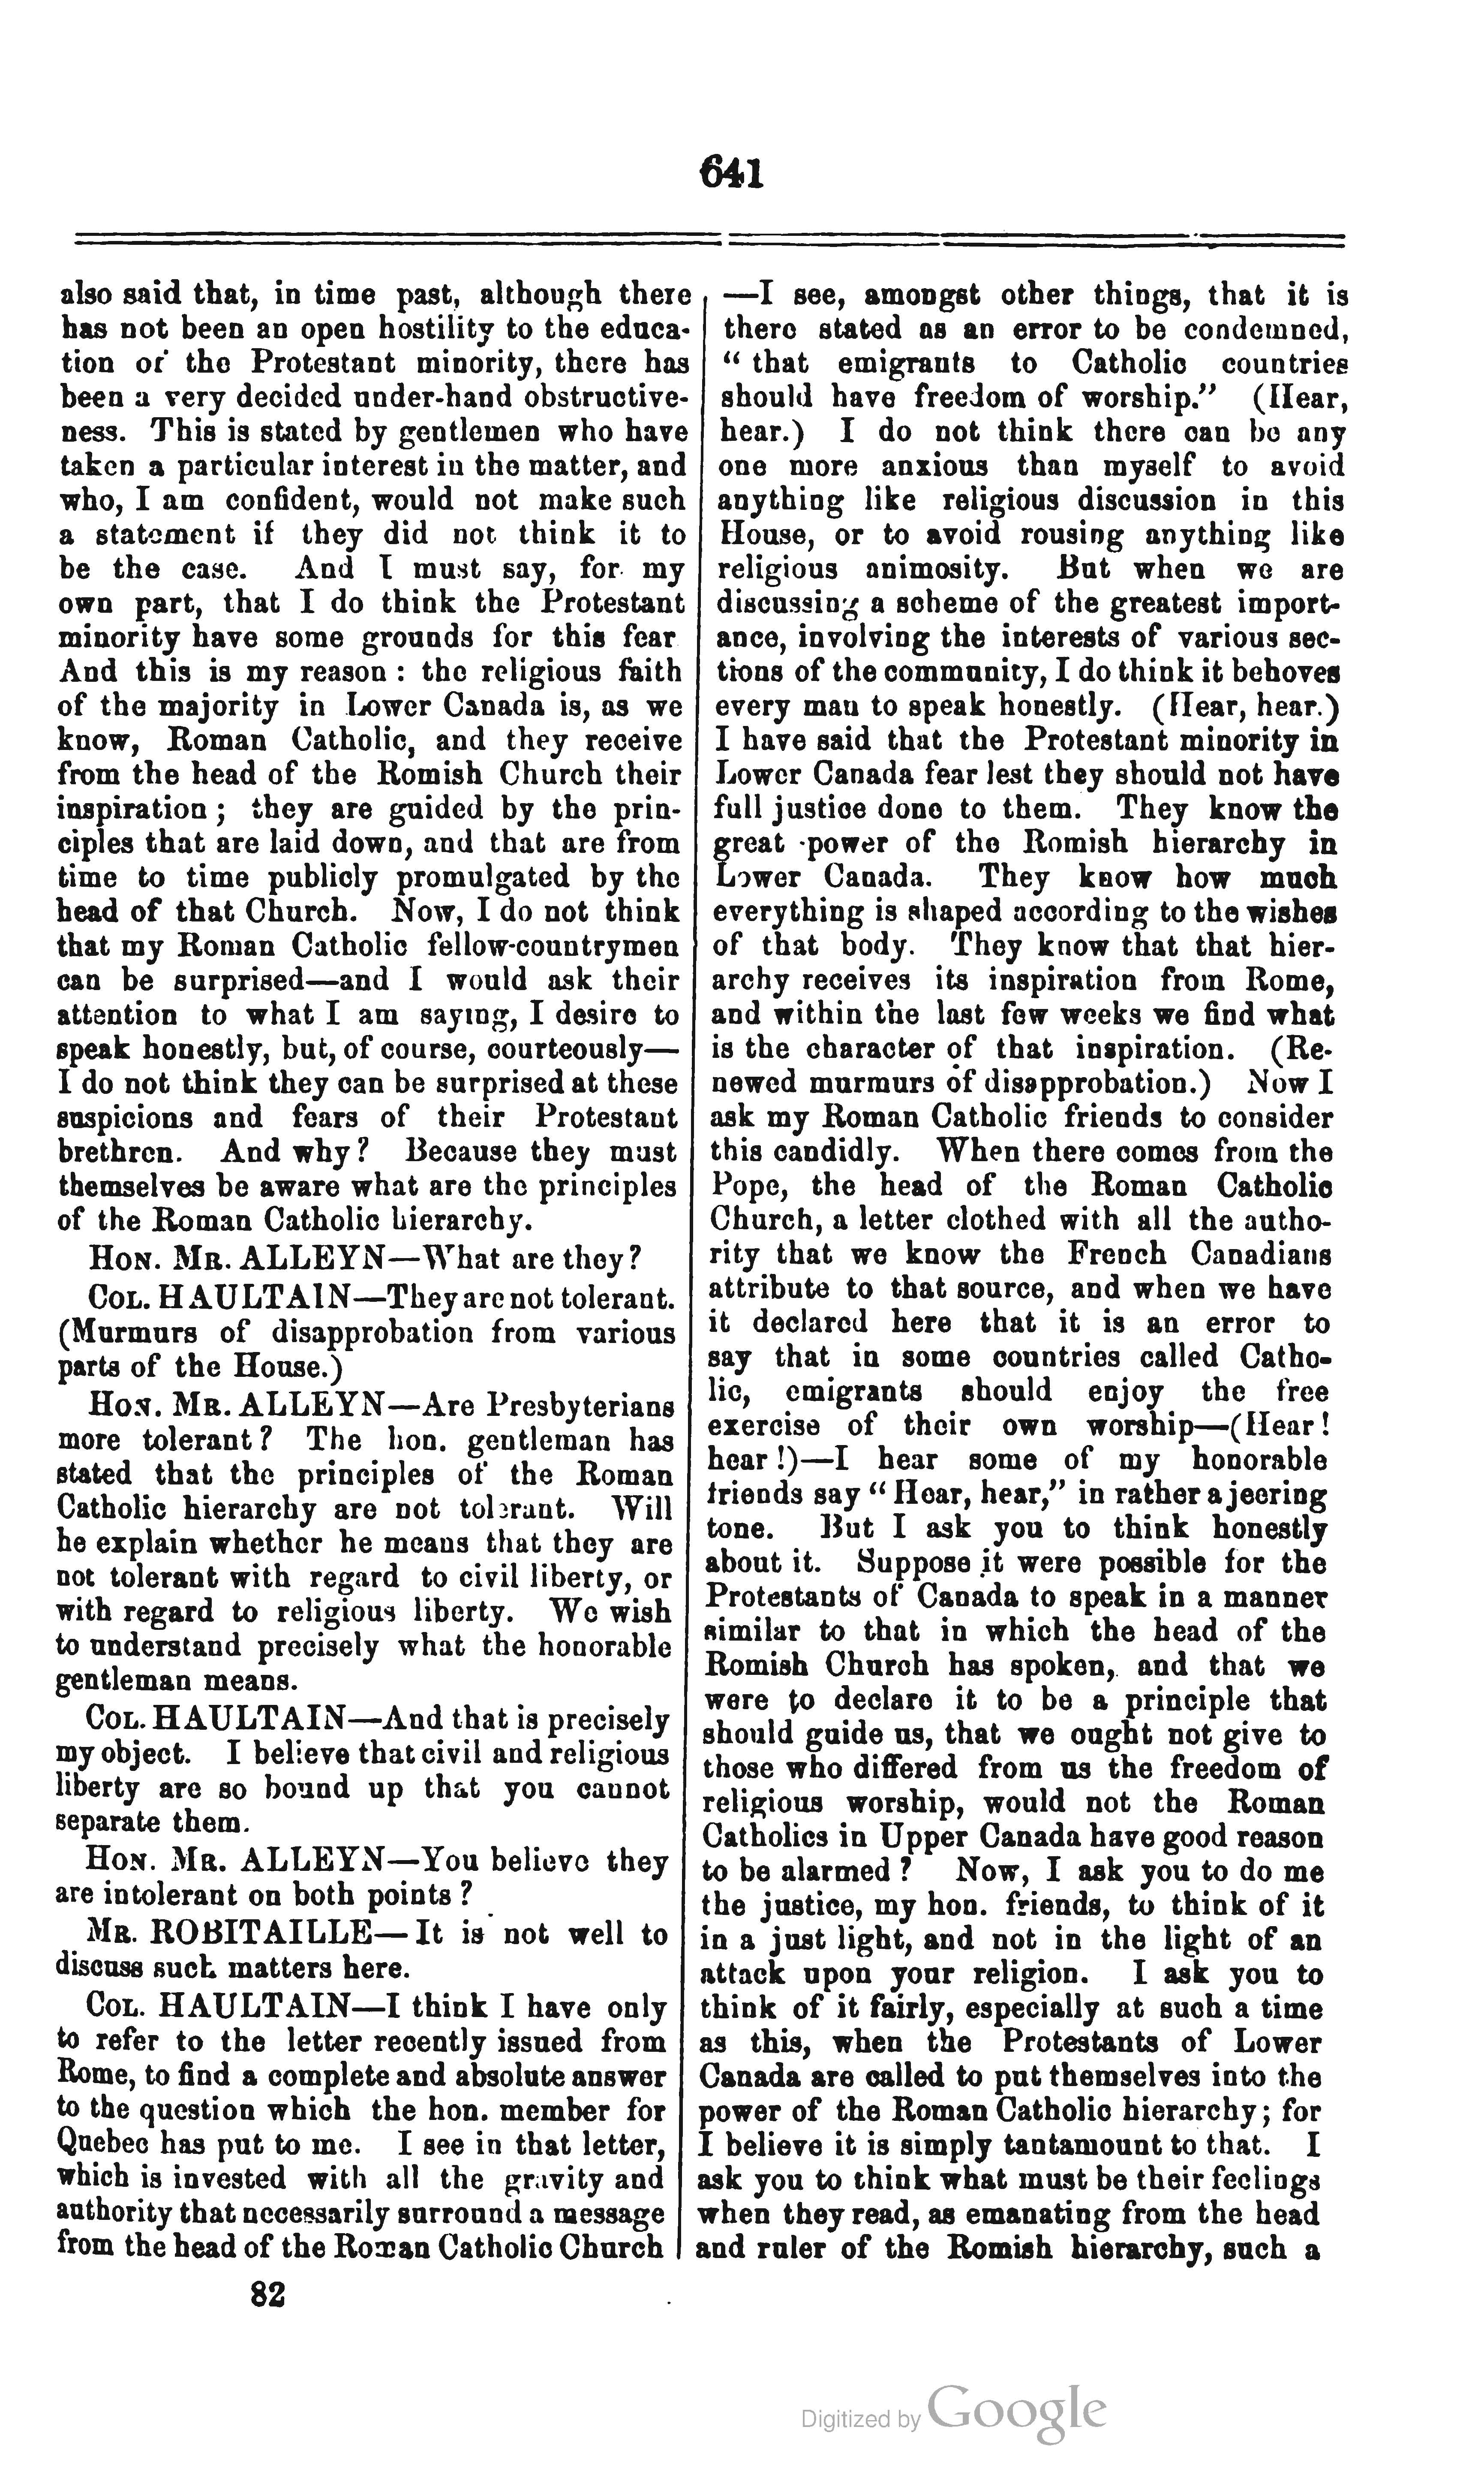 641
also said that, in time past, although there
has not been an open hostility to the educa-
tion of the Protestant minority, there has
been a very decided under-hand obstructive-
ness. This is stated by gentlemen who have
taken a particular interest in the matter, and
who, I am confident, would not make such
a statement if they did not think it to
be the case. And I must say, for my
own part, that I do think the Protestant
minority have some grounds for this fear
And this is my reason : the religious faith
of the majority in Lower Canada is, as we
know, Roman Catholic, and they receive
from the head of the Romish Church their
inspiration ; they are guided by the prin-
ciples that are laid down, and that are from
time to time publicly promulgated by the
head of that Church. Now, I do not think
that my Roman Catholic fellow-countrymen
can be surprised—and I would ask their
attention to what I am saying, I desire to
speak honestly, but, of course, courteously—
I do not think they can be surprised at these
suspicions and fears of their Protestant
brethren. And why? Because they must
themselves be aware what are the principles
of the Roman Catholic hierarchy.
HON. MR. ALLEYN—What are they?
COL. HAULTAIN—They are not tolerant.
(Murmurs of disapprobation from various
parts of the House.)
HON. MR. ALLEYN—Are Presbyterians
more tolerant? The hon. gentleman has
stated that the principles of the Roman
Catholic hierarchy are not tolerant. Will
he explain whether he means that they are
not tolerant with regard to civil liberty, or
with regard to religious liberty. We wish
to understand precisely what the honorable
gentleman means.
COL. HAULTAIN—And that is precisely
my object. I believe that civil and religious
liberty are so bound up that you cannot
separate them.
HON. MR. ALLEYN—You believe they
are intolerant on both points ?
MR. ROBITAILLE—It is not well to
discuss such matters here.
COL. HAULTAIN—I think I have only
to refer to the letter recently issued from
Rome, to find a complete and absolute answer
to the question which the hon. member for
Quebec has put to me. I see in that letter,
which is invested with all the gravity and
authority that necessarily surround a message
from the head of the Roman Catholic Church
82
—I see, amongst other things, that it is
there stated as an error to be condemned,
“ that emigrants to Catholic countries
should have freedom of worship.” (Hear,
hear.) I do not think there can be any
one more anxious than myself to avoid
anything like religious discussion in this
House, or to avoid rousing anything like
religious animosity. But when we are
discussing a scheme of the greatest import-
ance, involving the interests of various sec-
tions of the community, I do think it behoves
every man to speak honestly. (Hear, hear.)
I have said that the Protestant minority in
Lower Canada fear lest they should not have
full justice done to them. They know the
great power of the Romish hierarchy in
Lower Canada. They know how much
everything is shaped according to the wishes
of that body. They know that that hier-
archy receives its inspiration from Rome,
and within the last few weeks we find what
is the character of that inspiration. (Re-
newed murmurs of disapprobation.) Now I
ask my Roman Catholic friends to consider
this candidly. When there comes from the
Pope, the head of the Roman Catholic
Church, a letter clothed with all the autho-
rity that we know the French Canadians
attribute to that source, and when we have
it declared here that it is an error to
say that in some countries called Catho-
lic, emigrants should enjoy the free
exercise of their own worship—(Hear!
hear!)—I hear some of my honorable
friends say “ Hear, hear,” in rather a jeering
tone. But I ask you to think honestly
about it. Suppose it were possible for the
Protestants of Canada to speak in a manner
similar to that in which the head of the
Romish Church has spoken, and that we
were to declare it to be a principle that
should guide us, that we ought not give to
those who differed from us the freedom of
religious worship, would not the Roman
Catholics in Upper Canada have good reason
to be alarmed ? Now, I ask you to do me
the justice, my hon. friends, to think of it
in a just light, and not in the light of an
attack upon your religion. I ask you to
think of it fairly, especially at such a time
as this, when the Protestants of Lower
Canada are called to put themselves into the
power of the Roman Catholic hierarchy; for
I believe it is simply tantamount to that. I
ask you to think what must be their feelings
when they read, as emanating from the head
and ruler of the Romish hierarchy, such a
Digitized by Google